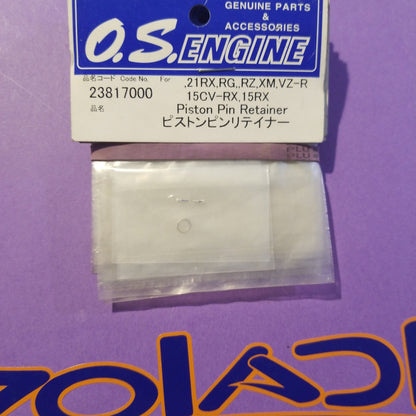 GENUINE PARTS
&
ACCESSORIES
O.S.ENGINE
品名コード Code No. For
23817000
.21RX,RG,,RZ,XM,VZ-R
15CV-RX,15RX
品名
Piston Pin Retainer
ピストンピンリテイナー